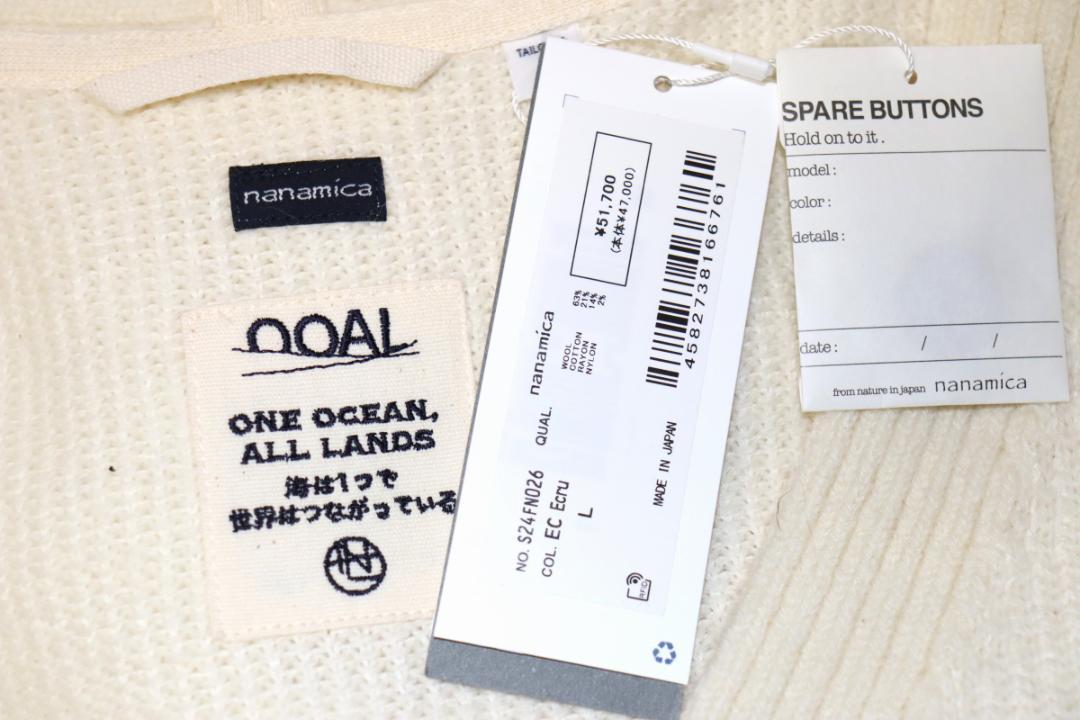 TAILO
nanamica
OOAL
ONE OCEAN,
ALL LANDS
海は1つで
世界はつながっている
¥51,700
(本体¥47,000)
4582738166761
63%
21%
14%
2%
WOOL
COTTON
RAYON
NYLON
QUAL. nanamica
NO. S24FN026
COL. EC Ecru
L
MADE IN JAPAN
RFID
SPARE BUTTONS
Hold on to it.
model:
color:
details:
date: / /
from nature in japan nanamica